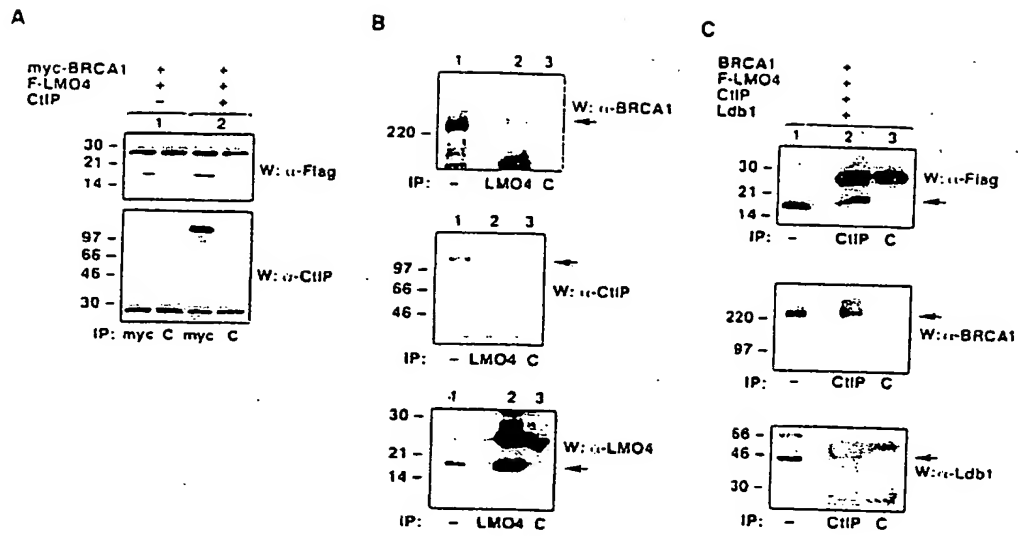 A
myc-BRCA1 + +
F-LMO4 + +
CtIP - +
1 2
30
21
14
W: α-Flag
97
66
46
30
W: α-CtIP
IP: myc C myc C
B
1 2 3
220
W: α-BRCA1
IP: - LMO4 C
1 2 3
97
66
46
W: α-CtIP
IP: - LMO4 C
1 2 3
30
21
14
W: α-LMO4
IP: - LMO4 C
C
BRCA1 +
F-LMO4 +
CtIP +
Ldb1 +
1 2 3
30
21
14
W: α-Flag
IP: - CtIP C
220
97
W: α-BRCA1
IP: - CtIP C
66
46
30
W: α-Ldb1
IP: - CtIP C